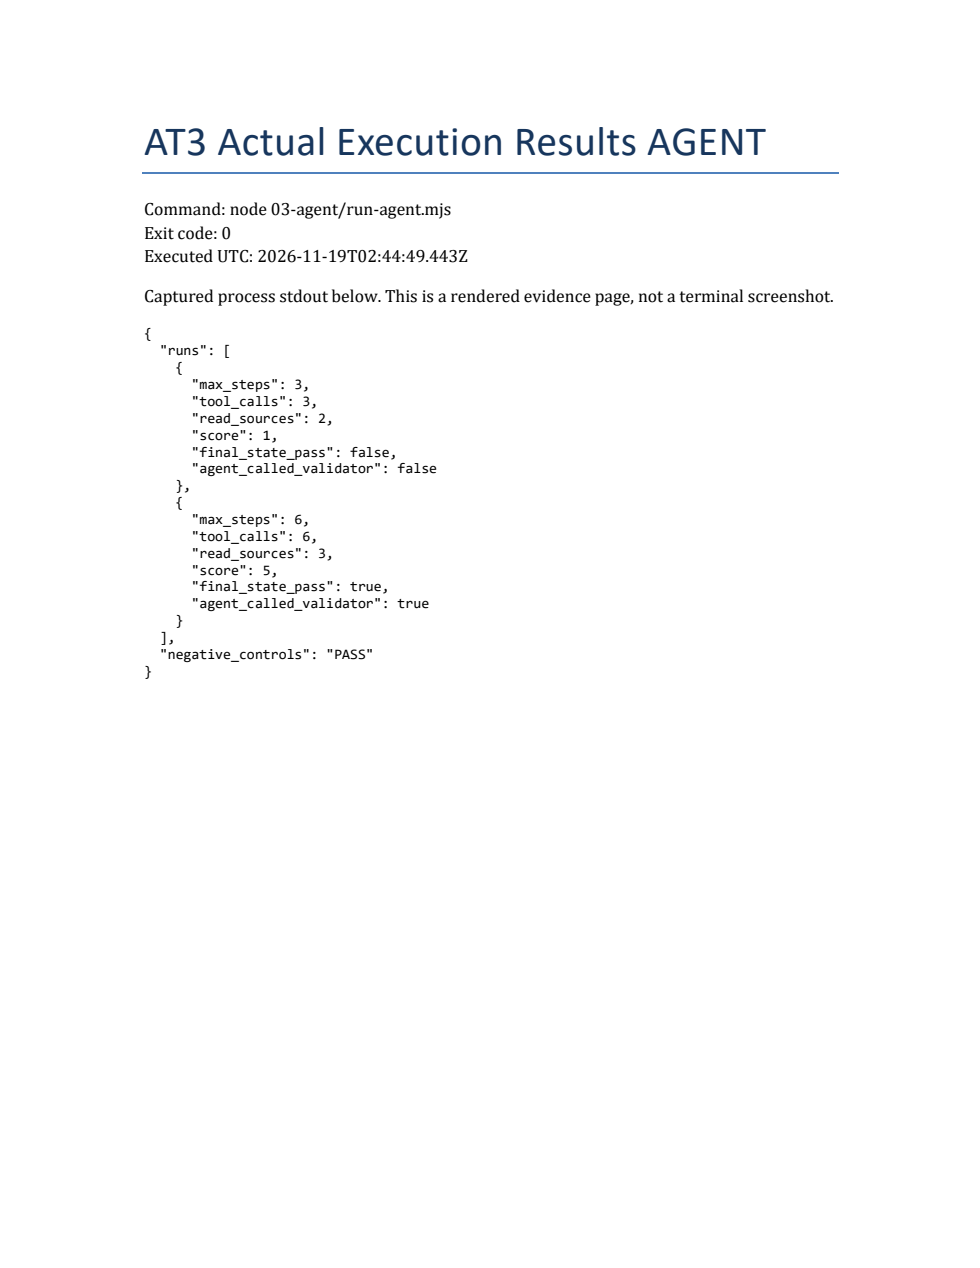 AT3 Actual Execution Results AGENT
Command: node 03-agent/run-agent.mjs
Exit code: 0
Executed UTC: 2026-11-19T02:44:49.443Z
Captured process stdout below. This is a rendered evidence page, not a terminal screenshot.
{
  "runs": [
    {
      "max_steps": 3,
      "tool_calls": 3,
      "read_sources": 2,
      "score": 1,
      "final_state_pass": false,
      "agent_called_validator": false
    },
    {
      "max_steps": 6,
      "tool_calls": 6,
      "read_sources": 3,
      "score": 5,
      "final_state_pass": true,
      "agent_called_validator": true
    }
  ],
  "negative_controls": "PASS"
}